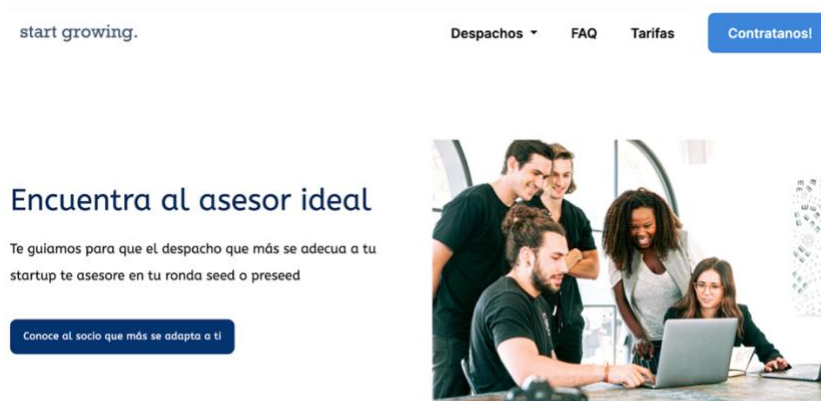 start growing.
Despachos
FAQ
Tarifas
Contratanos!
Encuentra al asesor ideal
Te guiamos para que el despacho que más se adecua a tu
startup te asesore en tu ronda seed o preseed
Conoce al socio que más se adapta a ti